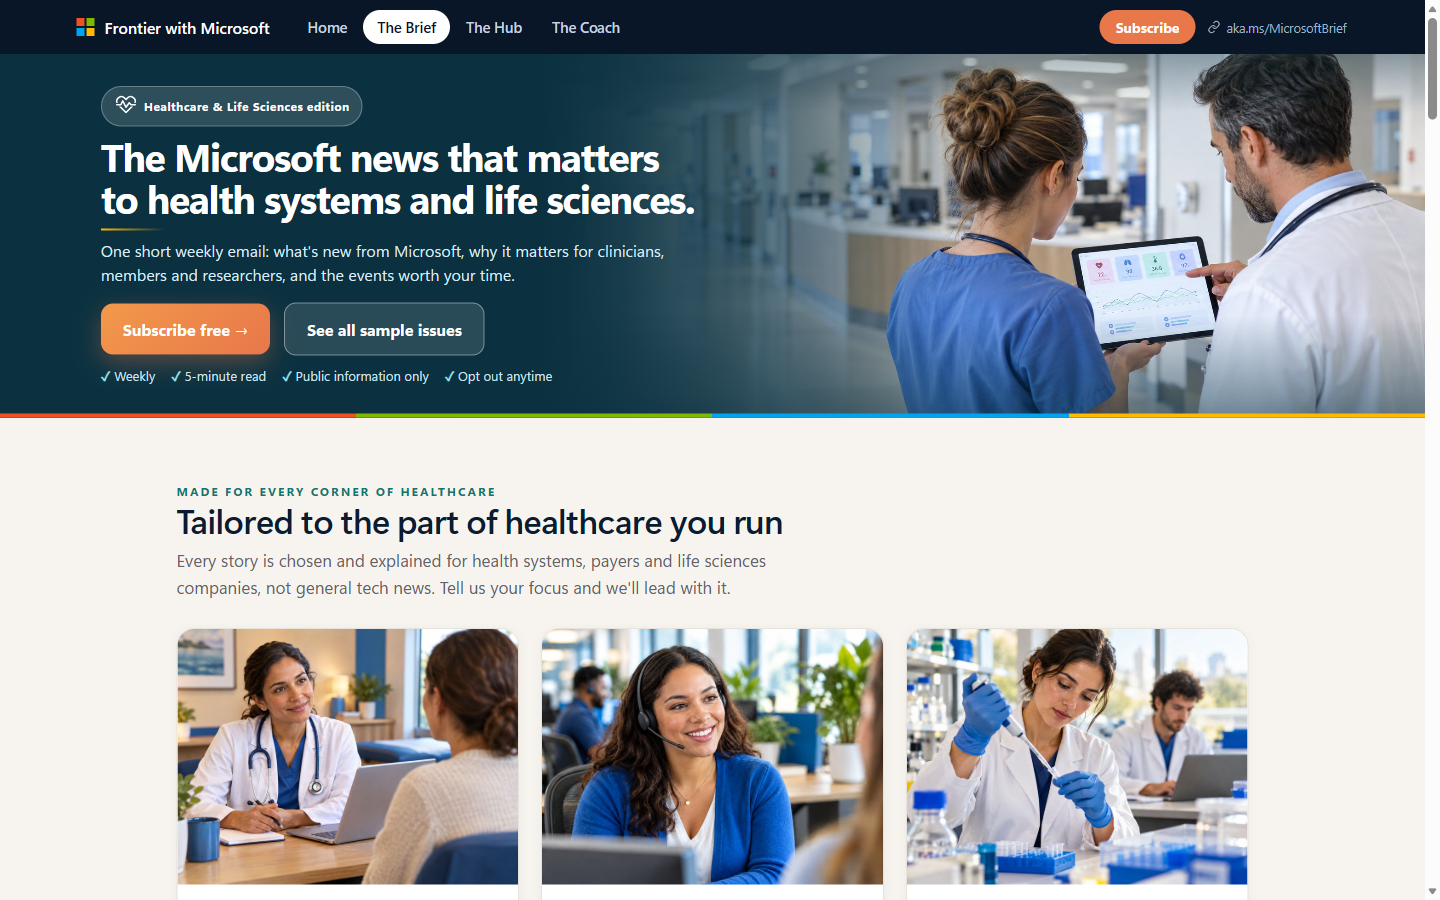 Frontier with Microsoft
Home
The Brief
The Hub
The Coach
Subscribe
aka.ms/MicrosoftBrief
Healthcare & Life Sciences edition
The Microsoft news that matters
to health systems and life sciences.
One short weekly email: what's new from Microsoft, why it matters for clinicians,
members and researchers, and the events worth your time.
Subscribe free →
See all sample issues
✓ Weekly
✓ 5-minute read
✓ Public information only
✓ Opt out anytime
MADE FOR EVERY CORNER OF HEALTHCARE
Tailored to the part of healthcare you run
Every story is chosen and explained for health systems, payers and life sciences
companies, not general tech news. Tell us your focus and we'll lead with it.